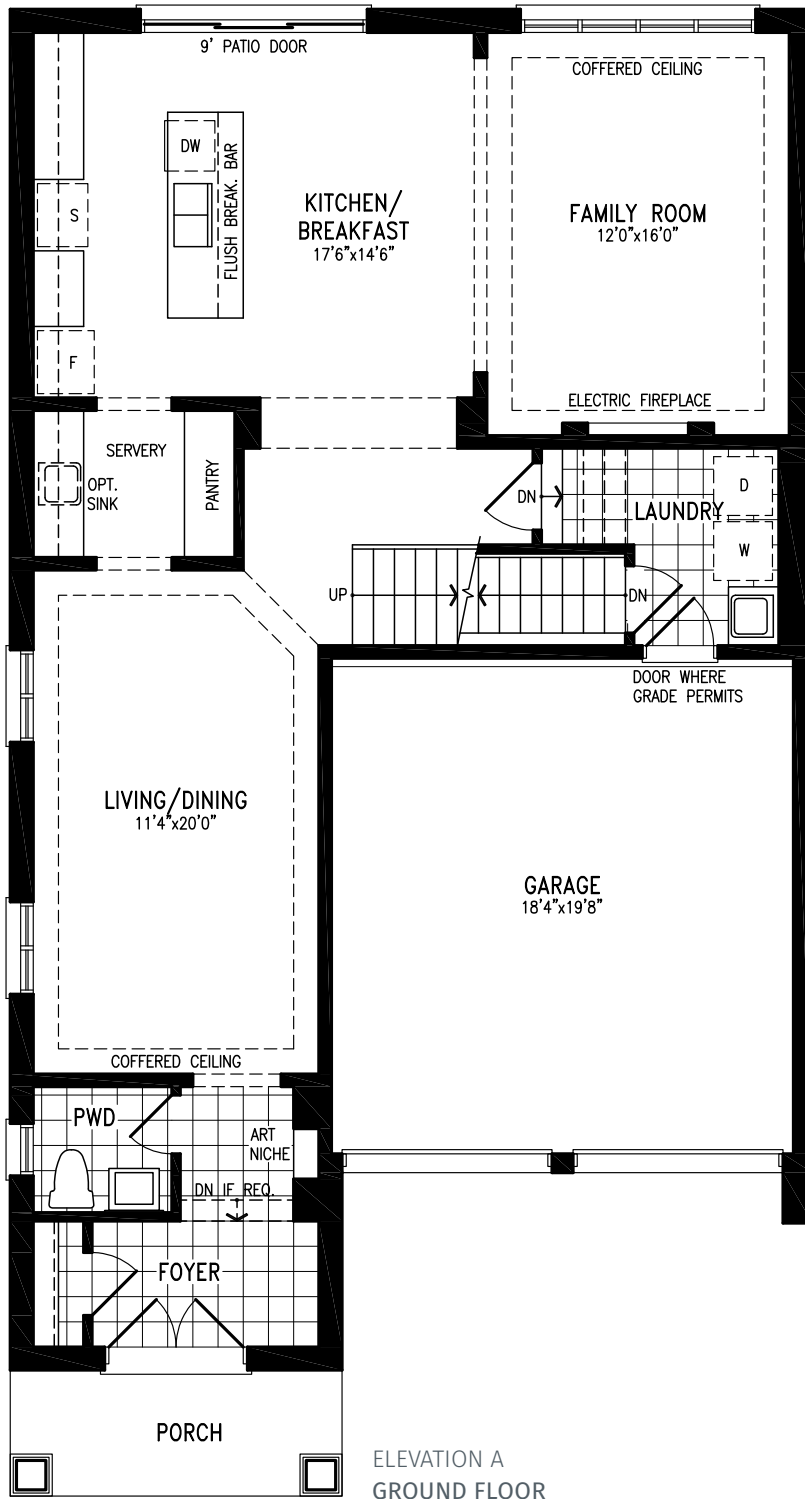 9' PATIO DOOR
COFFERED CEILING
DW
FLUSH BREAK. BAR
S
KITCHEN/
BREAKFAST
17'6"x14'6"
FAMILY ROOM
12'0"x16'0"
F
ELECTRIC FIREPLACE
SERVERY
OPT.
SINK
PANTRY
DN
D
LAUNDRY
W
UP
DN
DOOR WHERE
GRADE PERMITS
LIVING/DINING
11'4"x20'0"
GARAGE
18'4"x19'8"
COFFERED CEILING
PWD
ART
NICHE
DN IF REQ.
FOYER
PORCH
ELEVATION A
GROUND FLOOR